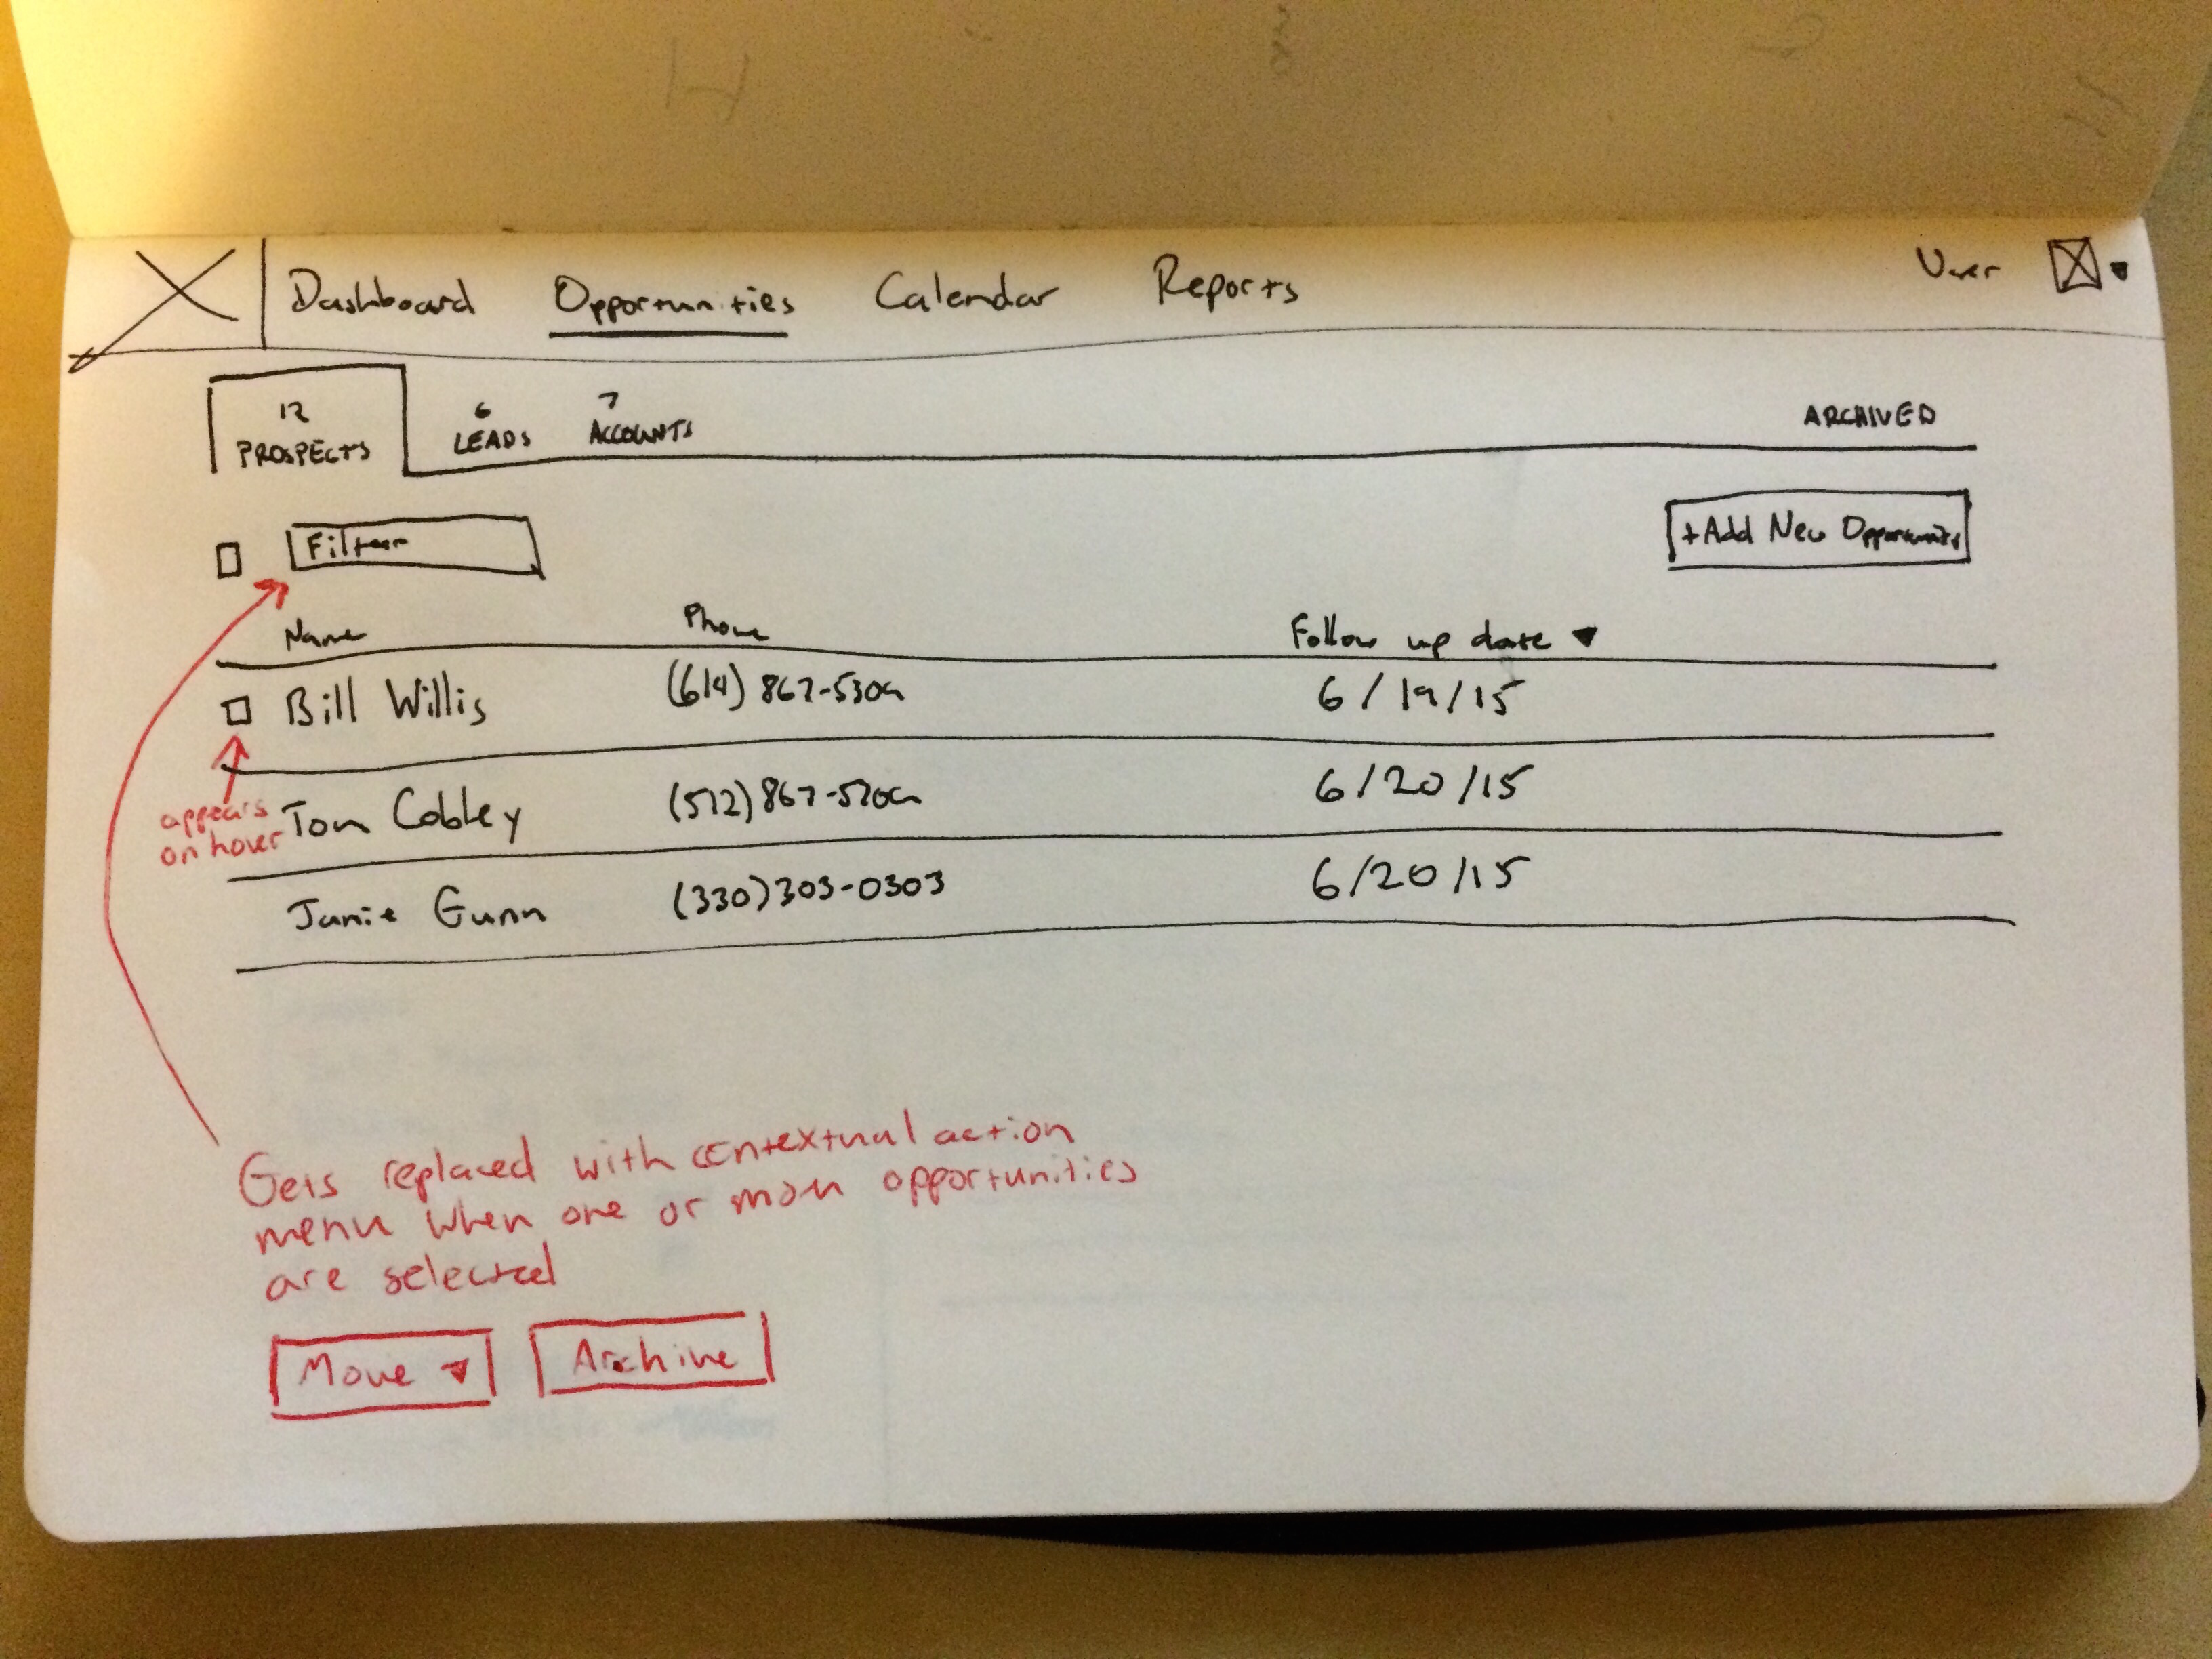 Dashboard Opportunities Calendar Reports User
12 6 7
PROSPECTS LEADS ACCOUNTS ARCHIVED
Filter +Add New Opportunity
Name Phone Follow up date
Bill Willis (614) 867-5309 6/19/15
appears
on hover
Tom Cobley 6/20/15
Janie Gunn (330)303-0303 6/20/15
Gets replaced with contextual action
menu when one or more opportunities
are selected
Move Archive